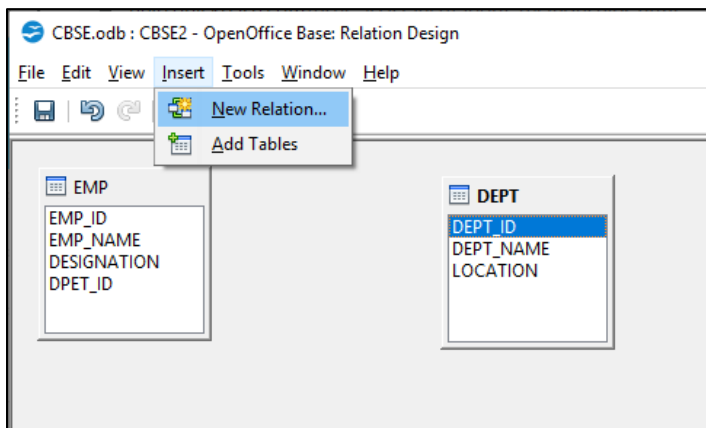 CBSE.odb : CBSE2 - OpenOffice Base: Relation Design
File Edit View Insert Tools Window Help
New Relation...
Add Tables
EMP
EMP_ID
EMP_NAME
DESIGNATION
DPET_ID
DEPT
DEPT_ID
DEPT_NAME
LOCATION